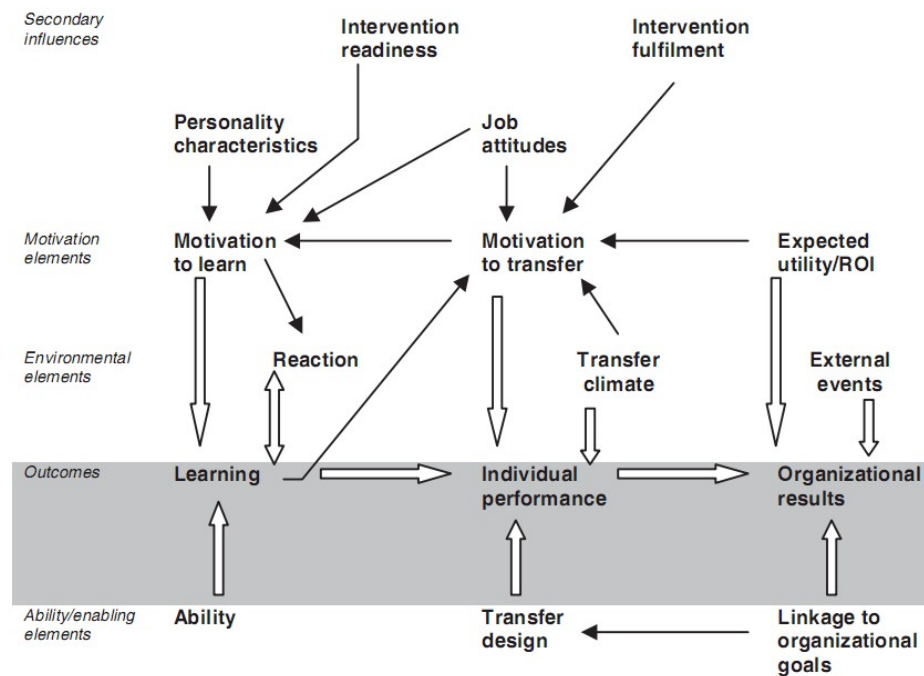 Secondary
influences
Intervention
readiness
Intervention
fulfilment
Personality
characteristics
Job
attitudes
Motivation
elements
Motivation
to learn
Motivation
to transfer
Expected
utility/ROI
Environmental
elements
Reaction
Transfer
climate
External
events
Outcomes
Learning
Individual
performance
Organizational
results
Ability/enabling
elements
Ability
Transfer
design
Linkage to
organizational
goals